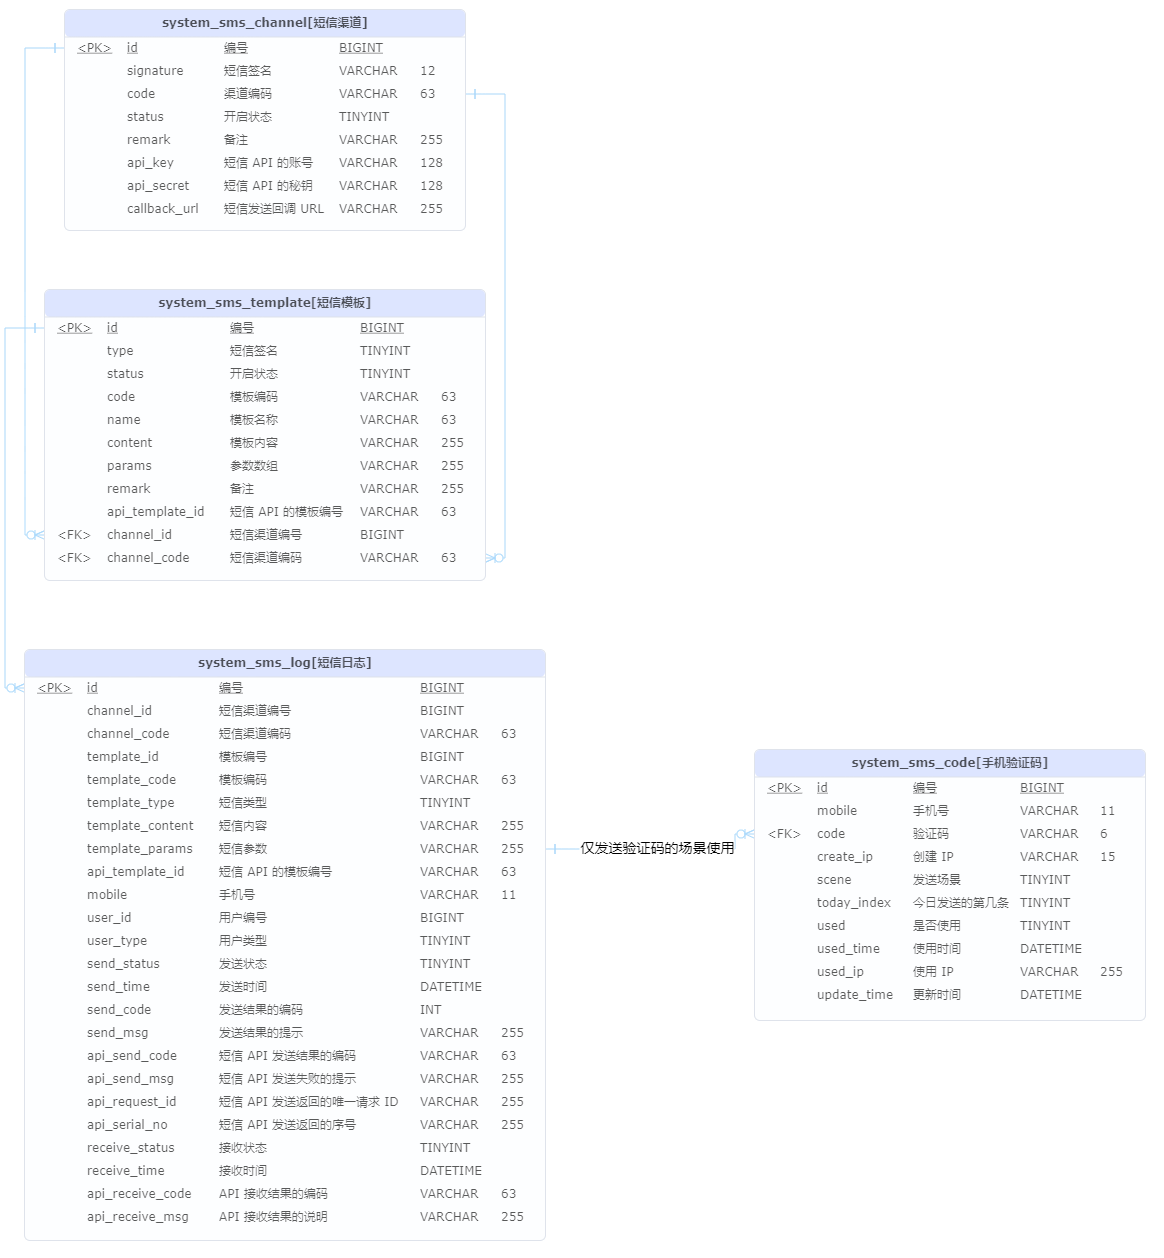 system_sms_channel[短信渠道]
<PK> id 编号 BIGINT
signature 短信签名 VARCHAR 12
code 渠道编码 VARCHAR 63
status 开启状态 TINYINT
remark 备注 VARCHAR 255
api_key 短信 API 的账号 VARCHAR 128
api_secret 短信 API 的秘钥 VARCHAR 128
callback_url 短信发送回调 URL VARCHAR 255
system_sms_template[短信模板]
<PK> id 编号 BIGINT
type 短信签名 TINYINT
status 开启状态 TINYINT
code 模板编码 VARCHAR 63
name 模板名称 VARCHAR 63
content 模板内容 VARCHAR 255
params 参数数组 VARCHAR 255
remark 备注 VARCHAR 255
api_template_id 短信 API 的模板编号 VARCHAR 63
<FK> channel_id 短信渠道编号 BIGINT
<FK> channel_code 短信渠道编码 VARCHAR 63
system_sms_log[短信日志]
<PK> id 编号 BIGINT
channel_id 短信渠道编号 BIGINT
channel_code 短信渠道编码 VARCHAR 63
template_id 模板编号 BIGINT
template_code 模板编码 VARCHAR 63
template_type 短信类型 TINYINT
template_content 短信内容 VARCHAR 255
template_params 短信参数 VARCHAR 255
api_template_id 短信 API 的模板编号 VARCHAR 63
mobile 手机号 VARCHAR 11
user_id 用户编号 BIGINT
user_type 用户类型 TINYINT
send_status 发送状态 TINYINT
send_time 发送时间 DATETIME
send_code 发送结果的编码 INT
send_msg 发送结果的提示 VARCHAR 255
api_send_code 短信 API 发送结果的编码 VARCHAR 63
api_send_msg 短信 API 发送失败的提示 VARCHAR 255
api_request_id 短信 API 发送返回的唯一请求 ID VARCHAR 255
api_serial_no 短信 API 发送返回的序号 VARCHAR 255
receive_status 接收状态 TINYINT
receive_time 接收时间 DATETIME
api_receive_code API 接收结果的编码 VARCHAR 63
api_receive_msg API 接收结果的说明 VARCHAR 255
仅发送验证码的场景使用
system_sms_code[手机验证码]
<PK> id 编号 BIGINT
mobile 手机号 VARCHAR 11
<FK> code 验证码 VARCHAR 6
create_ip 创建 IP VARCHAR 15
scene 发送场景 TINYINT
today_index 今日发送的第几条 TINYINT
used 是否使用 TINYINT
used_time 使用时间 DATETIME
used_ip 使用 IP VARCHAR 255
update_time 更新时间 DATETIME